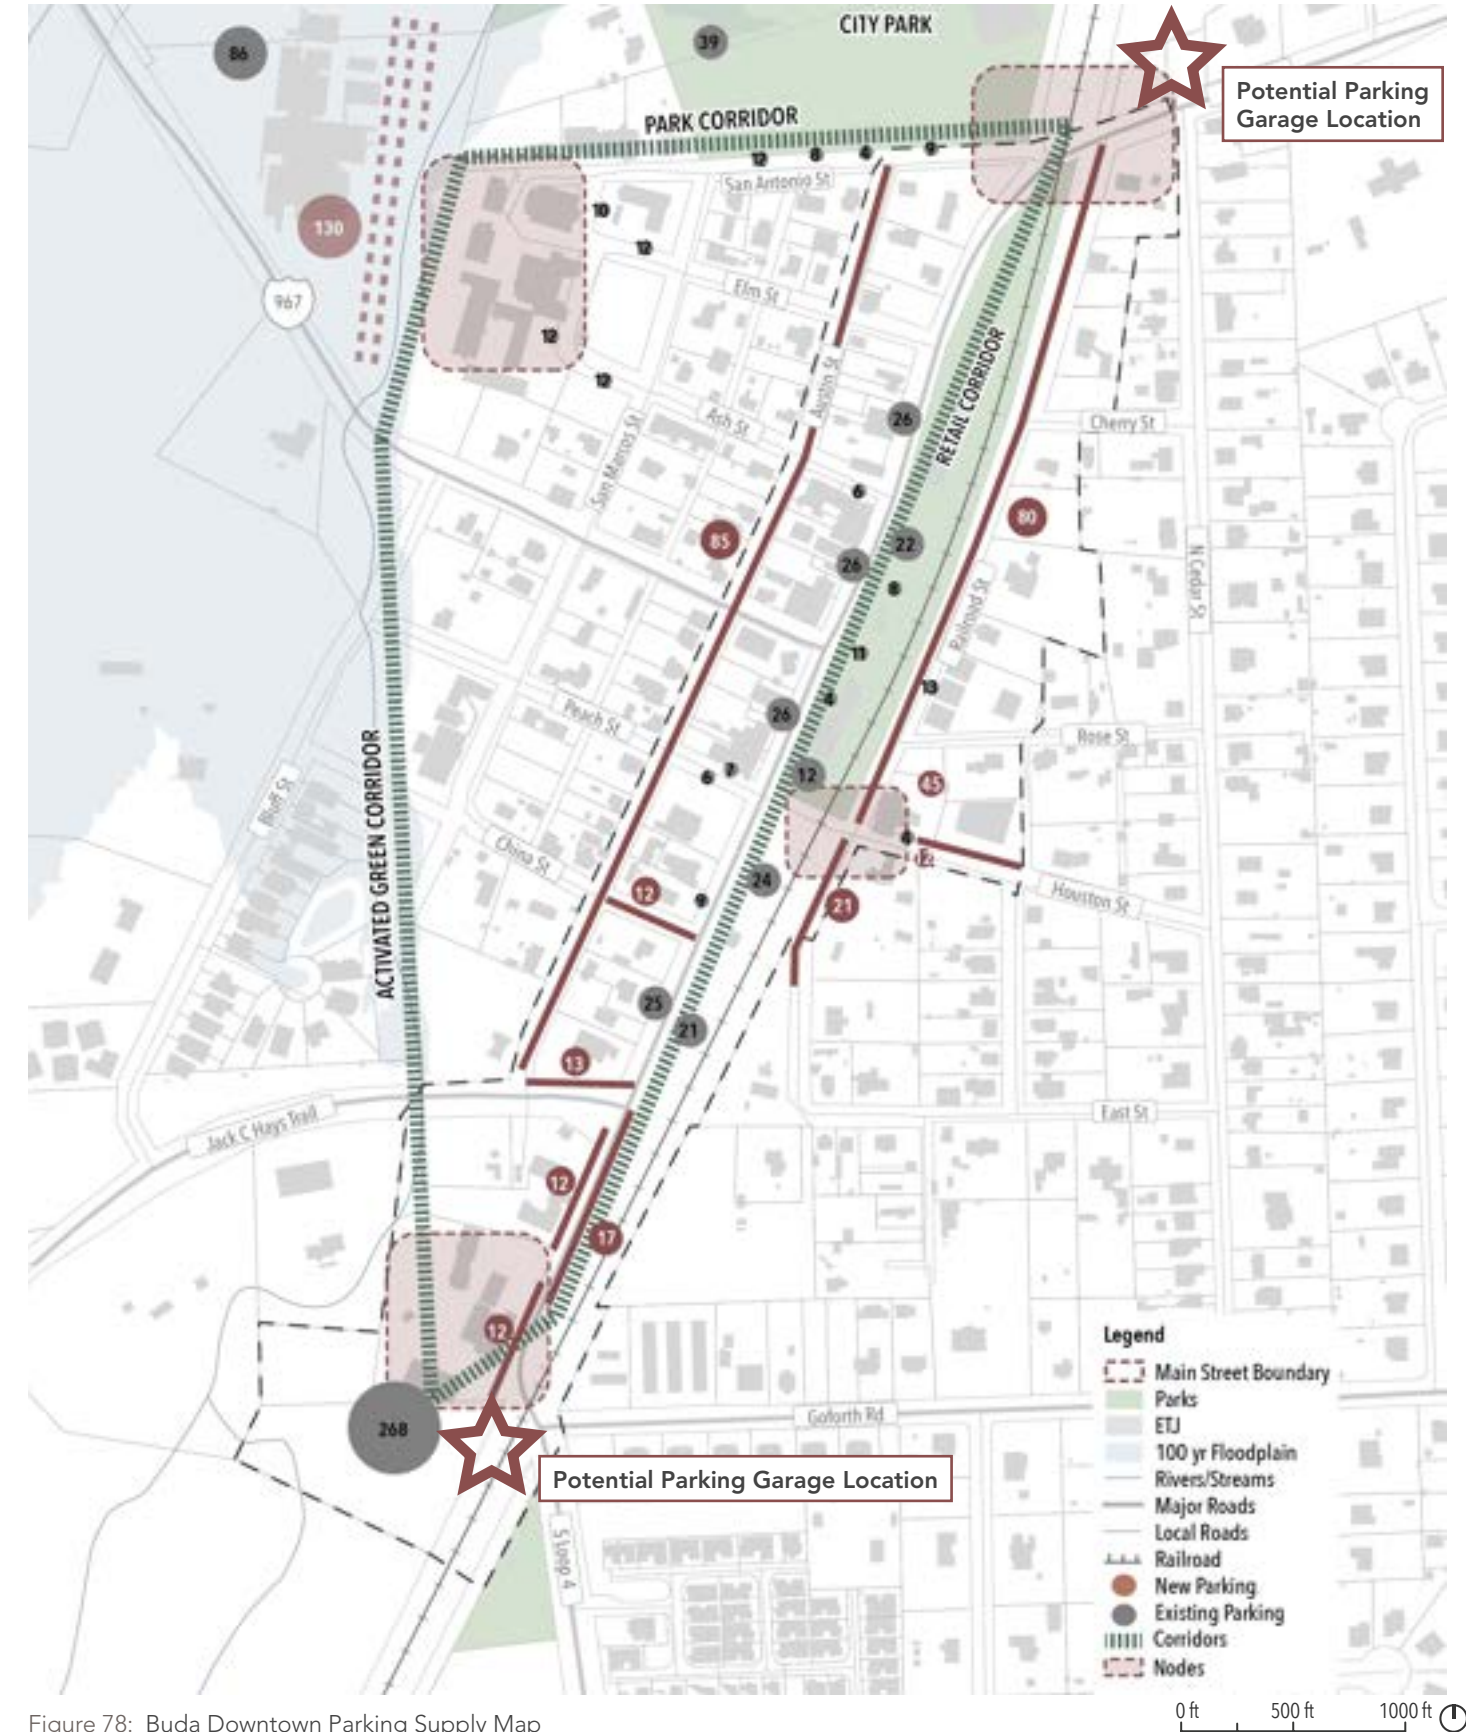 CITY PARK
86
39
Potential Parking
Garage Location
PARK CORRIDOR
12
8
4
9
San Antonio St
10
130
12
967
Elm St
12
RETAIL CORRIDOR
12
Austin St
26
Ash St
Cherry St
San Marcos St
6
80
85
22
26
8
N Cedar St
Railroad St
11
13
4
Peach St
26
Rose St
12
6
7
45
ACTIVATED GREEN CORRIDOR
Bluff St
4
China St
24
12
9
21
Houston St
25
21
13
East St
Jack C Hays Trail
12
17
12
Legend
Main Street Boundary
Parks
ETJ
100 yr Floodplain
Rivers/Streams
Major Roads
Local Roads
Railroad
New Parking
Existing Parking
Corridors
Nodes
268
Goforth Rd
Potential Parking Garage Location
S Loop 4
0 ft 500 ft 1000 ft
Figure 78: Buda Downtown Parking Supply Map